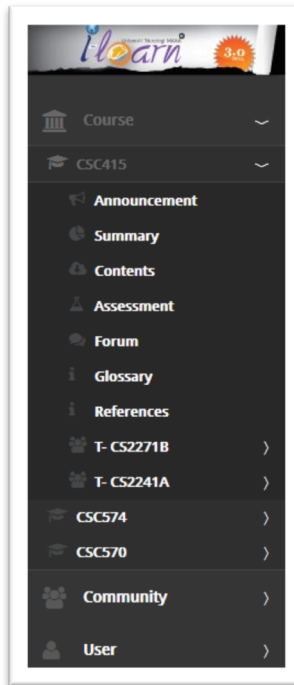 i-learn
3.0
Course
CSC415
Announcement
Summary
Contents
Assessment
Forum
Glossary
References
T- CS2271B
T- CS2241A
CSC574
CSC570
Community
User